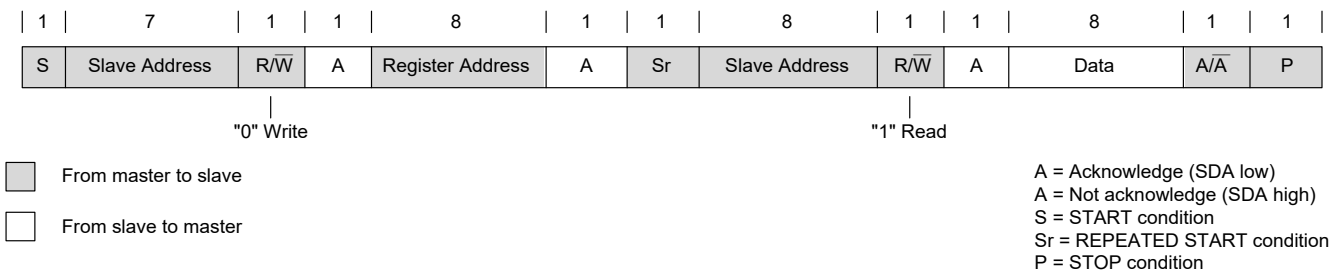 1 7 1 1 8 1 1 8 1 1 8 1 1
S Slave Address R/W̅ A Register Address A Sr Slave Address R/W̅ A Data A/A̅ P
"0" Write "1" Read
From master to slave
From slave to master
A = Acknowledge (SDA low)
A = Not acknowledge (SDA high)
S = START condition
Sr = REPEATED START condition
P = STOP condition